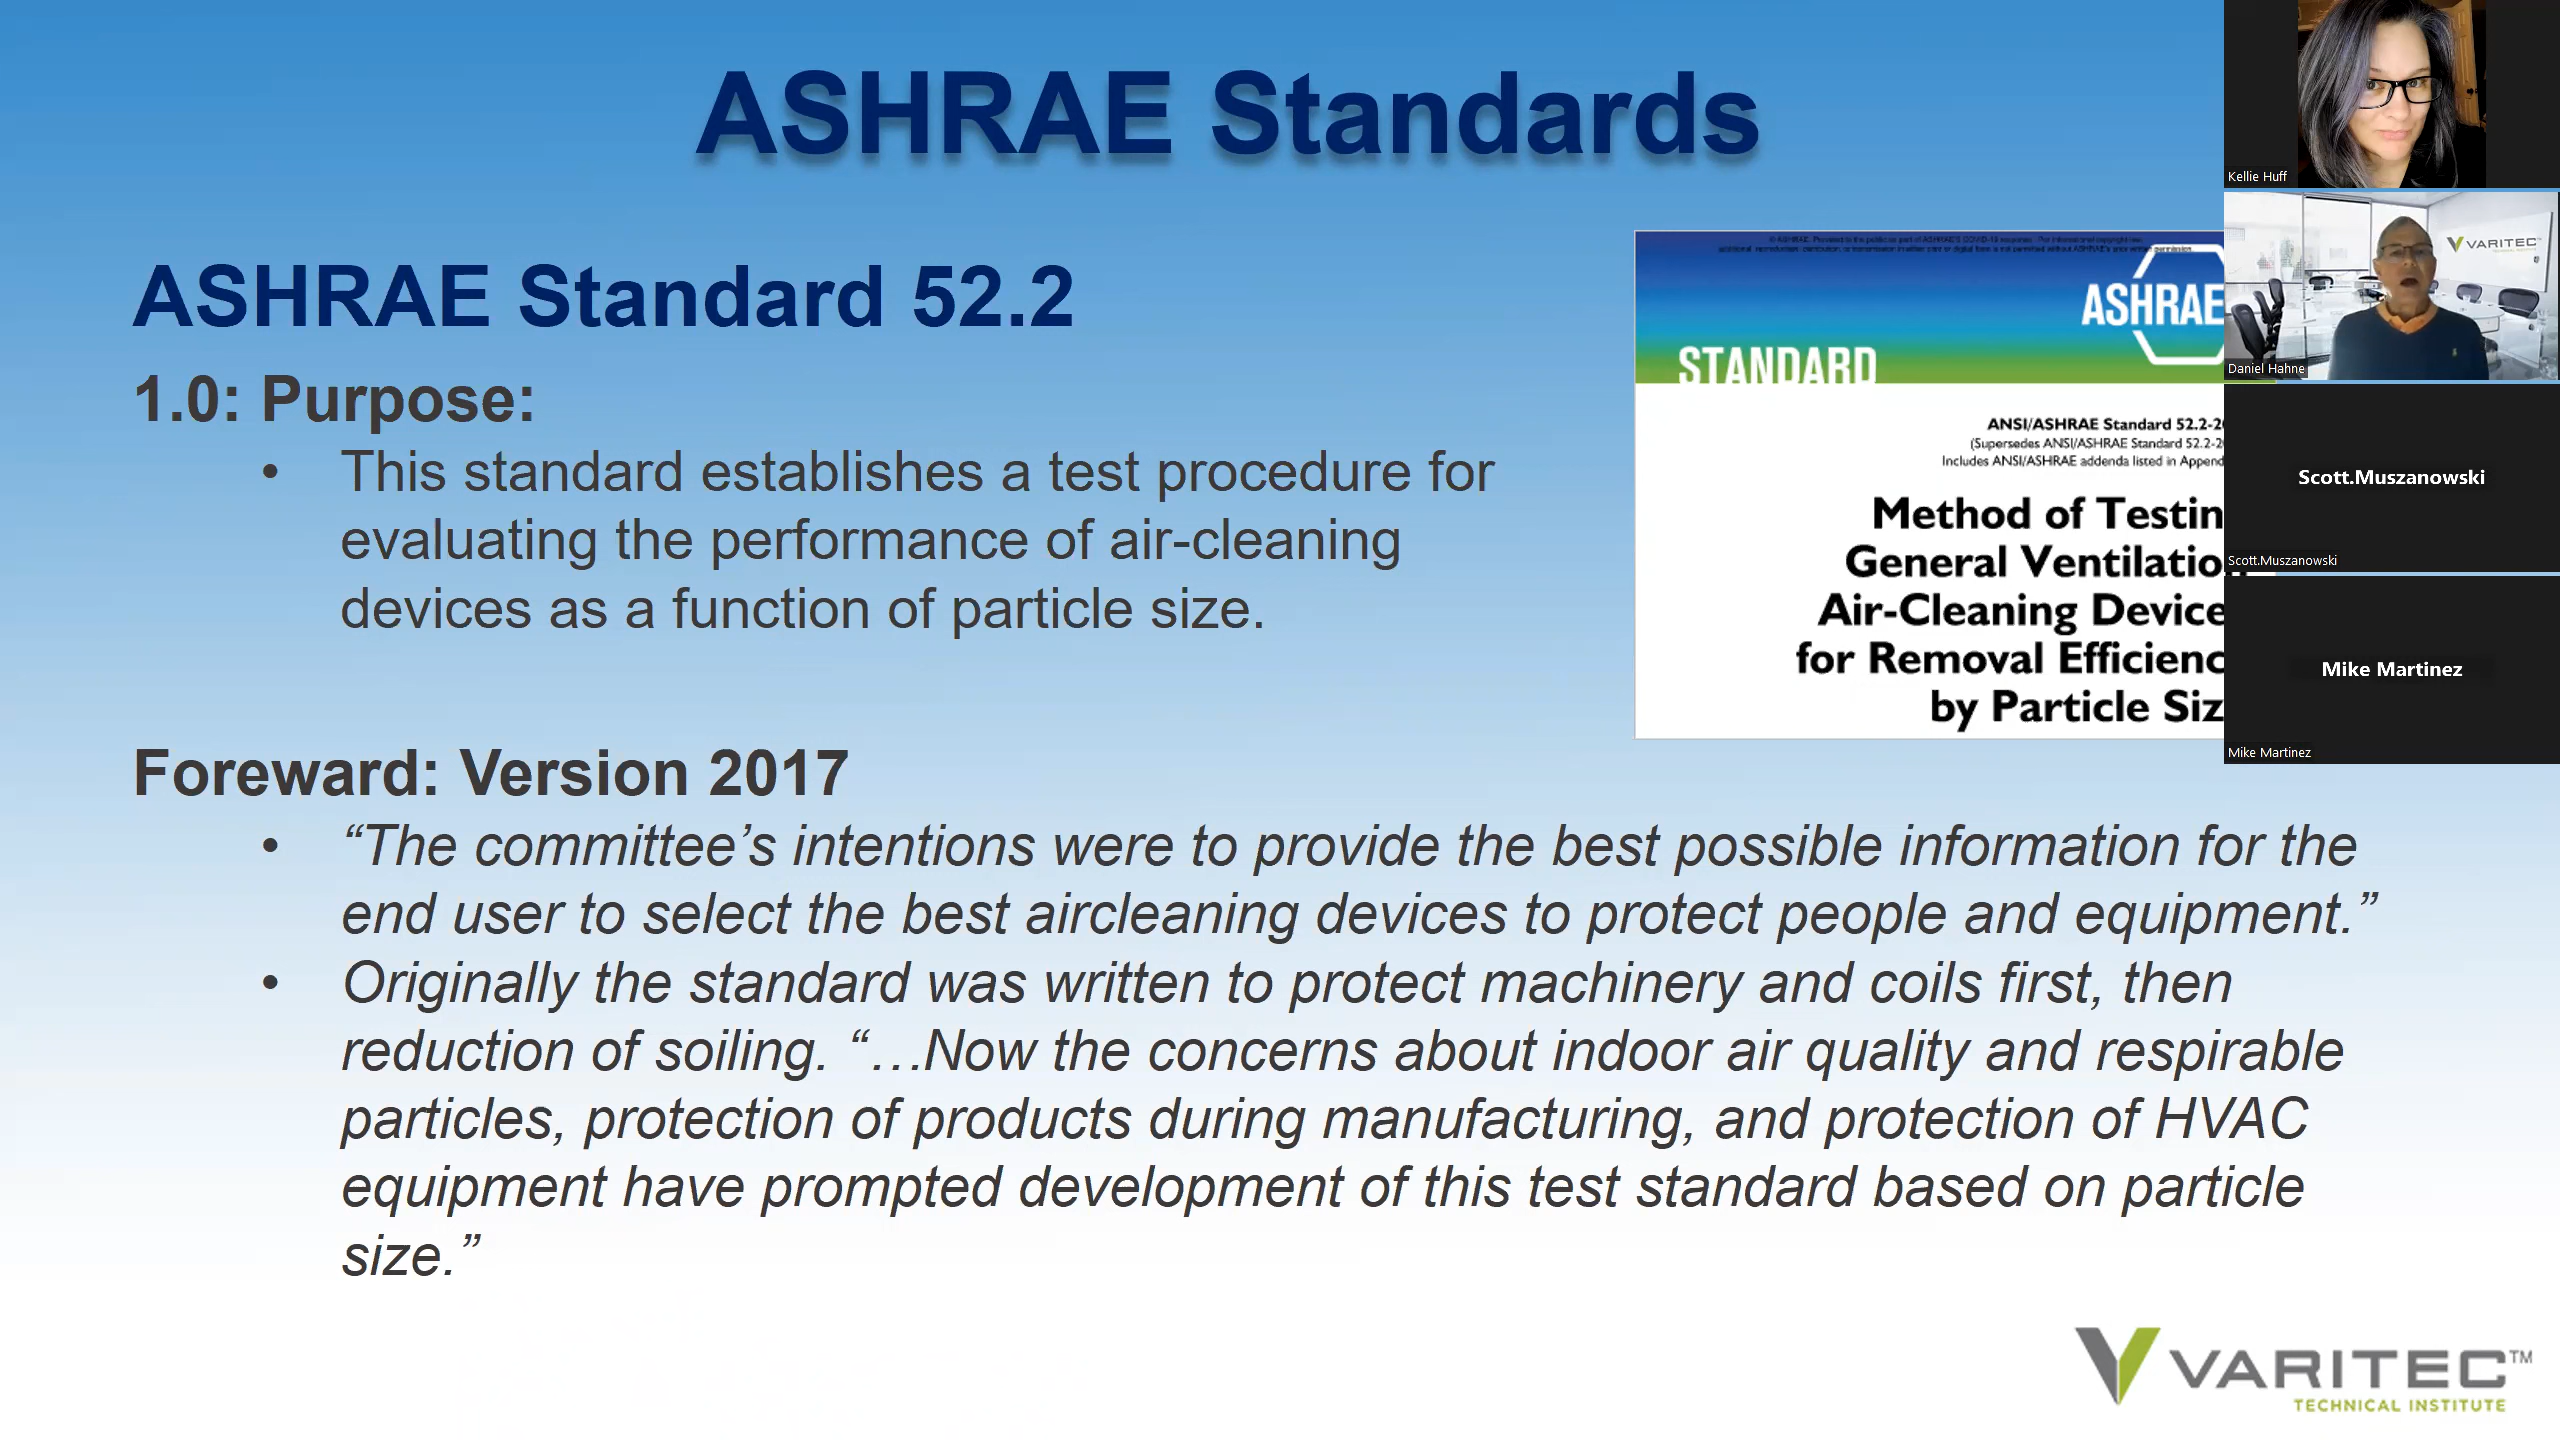 ASHRAE Standards
ASHRAE Standard 52.2
1.0: Purpose:
• This standard establishes a test procedure for
evaluating the performance of air-cleaning
devices as a function of particle size.
Foreward: Version 2017
• “The committee’s intentions were to provide the best possible information for the
end user to select the best aircleaning devices to protect people and equipment.”
• Originally the standard was written to protect machinery and coils first, then
reduction of soiling. “…Now the concerns about indoor air quality and respirable
particles, protection of products during manufacturing, and protection of HVAC
equipment have prompted development of this test standard based on particle
size.”
ASHRAE
STANDARD
ANSI/ASHRAE Standard 52.2-2
(Supersedes ANSI/ASHRAE Standard 52.2-2
Includes ANSI/ASHRAE addenda listed in Append
Method of Testin
General Ventilatio
Air-Cleaning Device
for Removal Efficienc
by Particle Siz
Kellie Huff
VARITEC™
Daniel Hahne
Scott.Muszanowski
Scott.Muszanowski
Mike Martinez
Mike Martinez
VARITEC™
TECHNICAL INSTITUTE